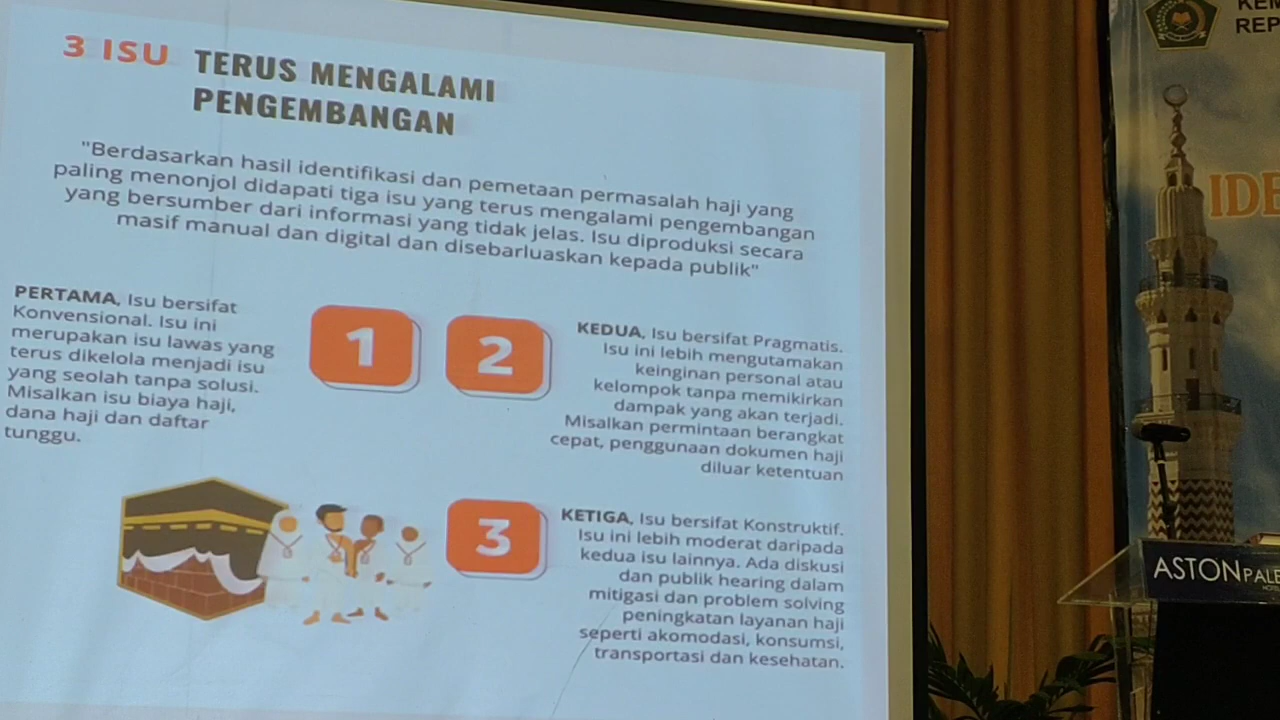 3 ISU TERUS MENGALAMI
PENGEMBANGAN
"Berdasarkan hasil identifikasi dan pemetaan permasalah haji yang
paling menonjol didapati tiga isu yang terus mengalami pengembangan
yang bersumber dari informasi yang tidak jelas. Isu diproduksi secara
masif manual dan digital dan disebarluaskan kepada publik"
PERTAMA, Isu bersifat
Konvensional. Isu ini
merupakan isu lawas yang
terus dikelola menjadi isu
yang seolah tanpa solusi.
Misalkan isu biaya haji,
dana haji dan daftar
tunggu.
1
2
KEDUA, Isu bersifat Pragmatis.
Isu ini lebih mengutamakan
keinginan personal atau
kelompok tanpa memikirkan
dampak yang akan terjadi.
Misalkan permintaan berangkat
cepat, penggunaan dokumen haji
diluar ketentuan
3
KETIGA, Isu bersifat Konstruktif.
Isu ini lebih moderat daripada
kedua isu lainnya. Ada diskusi
dan publik hearing dalam
mitigasi dan problem solving
peningkatan layanan haji
seperti akomodasi, konsumsi,
transportasi dan kesehatan.
KEM
REP
IDE
ASTON PALE